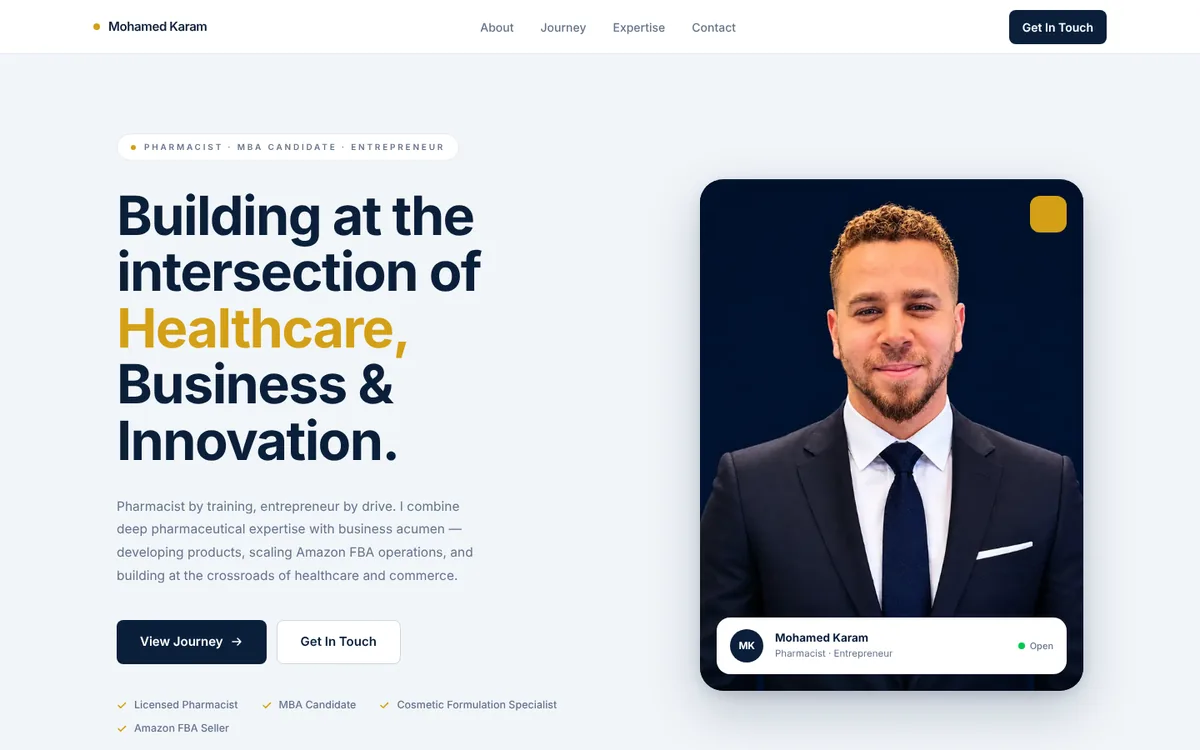 Mohamed Karam
About
Journey
Expertise
Contact
Get In Touch
PHARMACIST · MBA CANDIDATE · ENTREPRENEUR
Building at the
intersection of
Healthcare,
Business &
Innovation.
Pharmacist by training, entrepreneur by drive. I combine
deep pharmaceutical expertise with business acumen —
developing products, scaling Amazon FBA operations, and
building at the crossroads of healthcare and commerce.
View Journey →
Get In Touch
Licensed Pharmacist
MBA Candidate
Cosmetic Formulation Specialist
Amazon FBA Seller
MK
Mohamed Karam
Pharmacist · Entrepreneur
Open